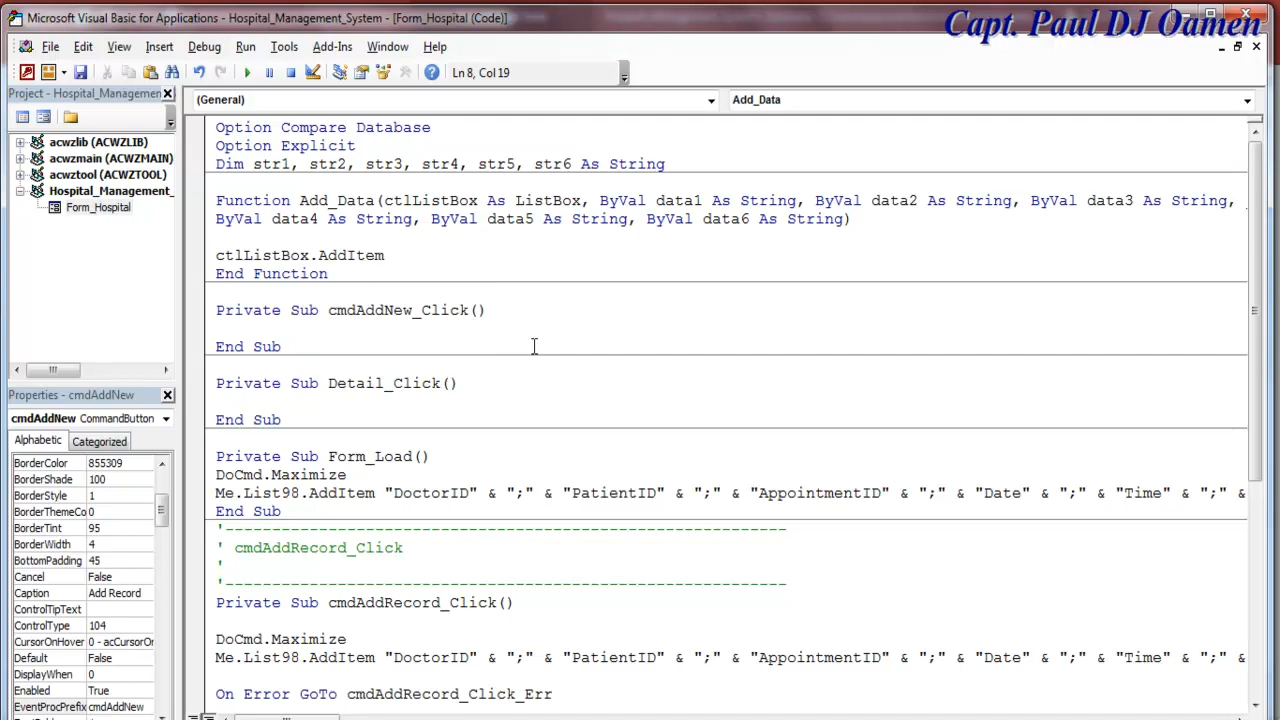 Microsoft Visual Basic for Applications - Hospital_Management_System - [Form_Hospital (Code)]
Capt. Paul DJ Oamen
File Edit View Insert Debug Run Tools Add-Ins Window Help
Ln 8, Col 19
Project - Hospital_Managemen
(General)
Add_Data
acwzlib (ACWZLIB)
acwzmain (ACWZMAIN)
acwztool (ACWZTOOL)
Hospital_Management_
Form_Hospital
Properties - cmdAddNew
cmdAddNew CommandButton
Alphabetic Categorized
BorderColor 855309
BorderShade 100
BorderStyle 1
BorderThemeCo 0
BorderTint 95
BorderWidth 4
BottomPadding 45
Cancel False
Caption Add Record
ControlTipText
ControlType 104
CursorOnHover 0 - acCursorOr
Default False
DisplayWhen 0
Enabled True
EventProcPrefix cmdAddNew
Option Compare Database
Option Explicit
Dim str1, str2, str3, str4, str5, str6 As String
Function Add_Data(ctlListBox As ListBox, ByVal data1 As String, ByVal data2 As String, ByVal data3 As String, _
ByVal data4 As String, ByVal data5 As String, ByVal data6 As String)
ctlListBox.AddItem
End Function
Private Sub cmdAddNew_Click()
End Sub
Private Sub Detail_Click()
End Sub
Private Sub Form_Load()
DoCmd.Maximize
Me.List98.AddItem "DoctorID" & ";" & "PatientID" & ";" & "AppointmentID" & ";" & "Date" & ";" & "Time" & ";" &
End Sub
'------------------------------------------------------------
' cmdAddRecord_Click
'
'------------------------------------------------------------
Private Sub cmdAddRecord_Click()
DoCmd.Maximize
Me.List98.AddItem "DoctorID" & ";" & "PatientID" & ";" & "AppointmentID" & ";" & "Date" & ";" & "Time" & ";" &
On Error GoTo cmdAddRecord_Click_Err